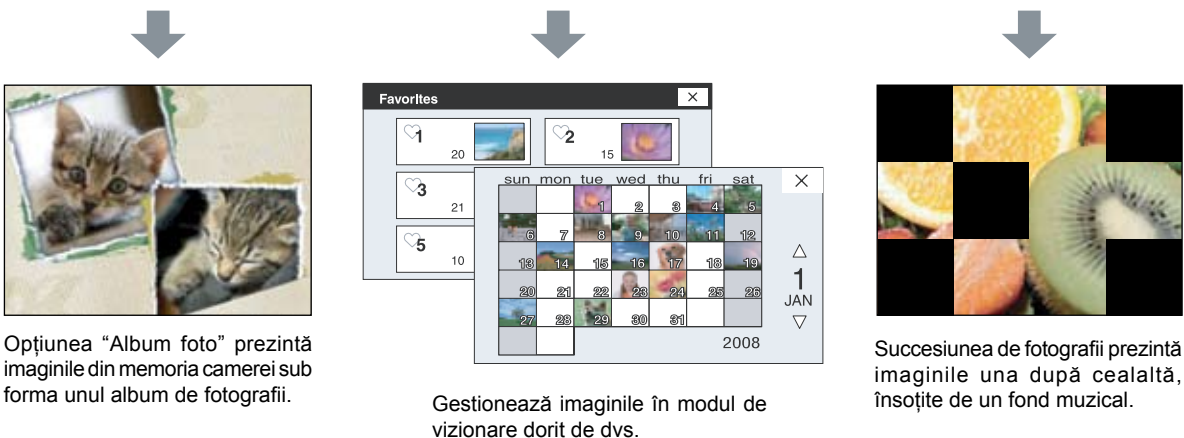 Favorites
1
20
2
15
3
21
5
10
sun mon tue wed thu fri sat
1 2 3 4 5
6 7 8 9 10 11 12
13 14 15 16 17 18 19
20 21 22 23 24 25 26
27 28 29 30 31
1
JAN
2008
Opțiunea “Album foto” prezintă
imaginile din memoria camerei sub
forma unul album de fotografii.
Gestionează imaginile în modul de
vizionare dorit de dvs.
Succesiunea de fotografii prezintă
imaginile una după cealaltă,
însoțite de un fond muzical.